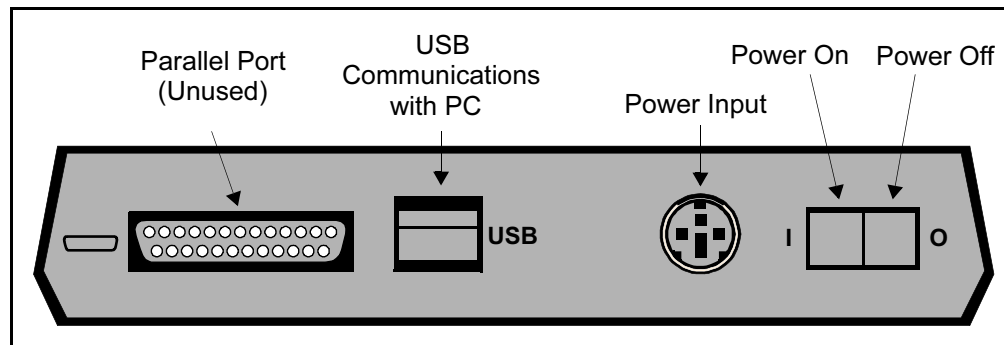 Parallel Port
(Unused)
USB
Communications
with PC
Power Input
Power On
Power Off
USB
I
O